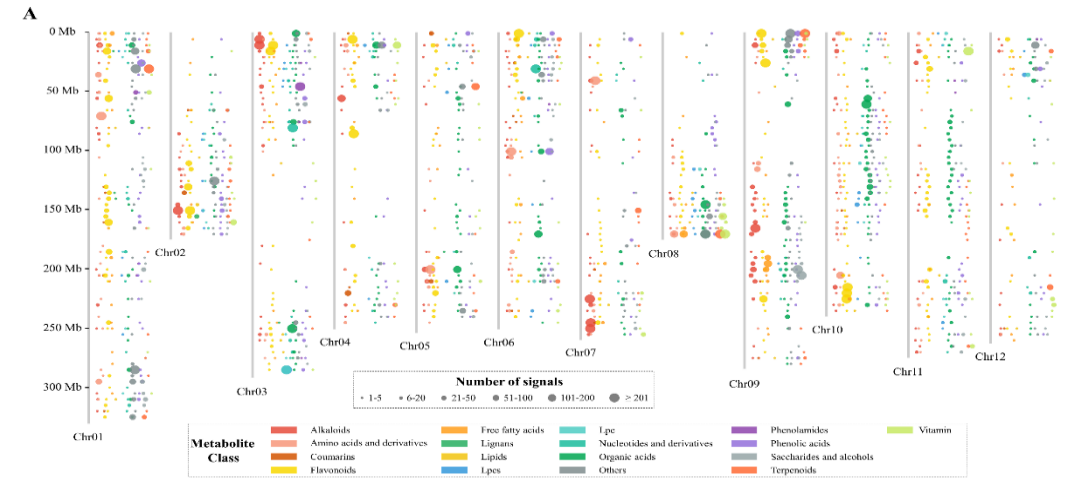 A
0 Mb
50 Mb
100 Mb
150 Mb
200 Mb
250 Mb
300 Mb
Chr01
Chr02
Chr03
Chr04
Chr05
Chr06
Chr07
Chr08
Chr09
Chr10
Chr11
Chr12
Number of signals
1-5 6-20 21-50 51-100 101-200 > 201
Metabolite Class
Alkaloids Free fatty acids Lpc Phenolamides Vitamin
Amino acids and derivatives Lignans Nucleotides and derivatives Phenolic acids
Coumarins Lipids Organic acids Saccharides and alcohols
Flavonoids Lpes Others Terpenoids